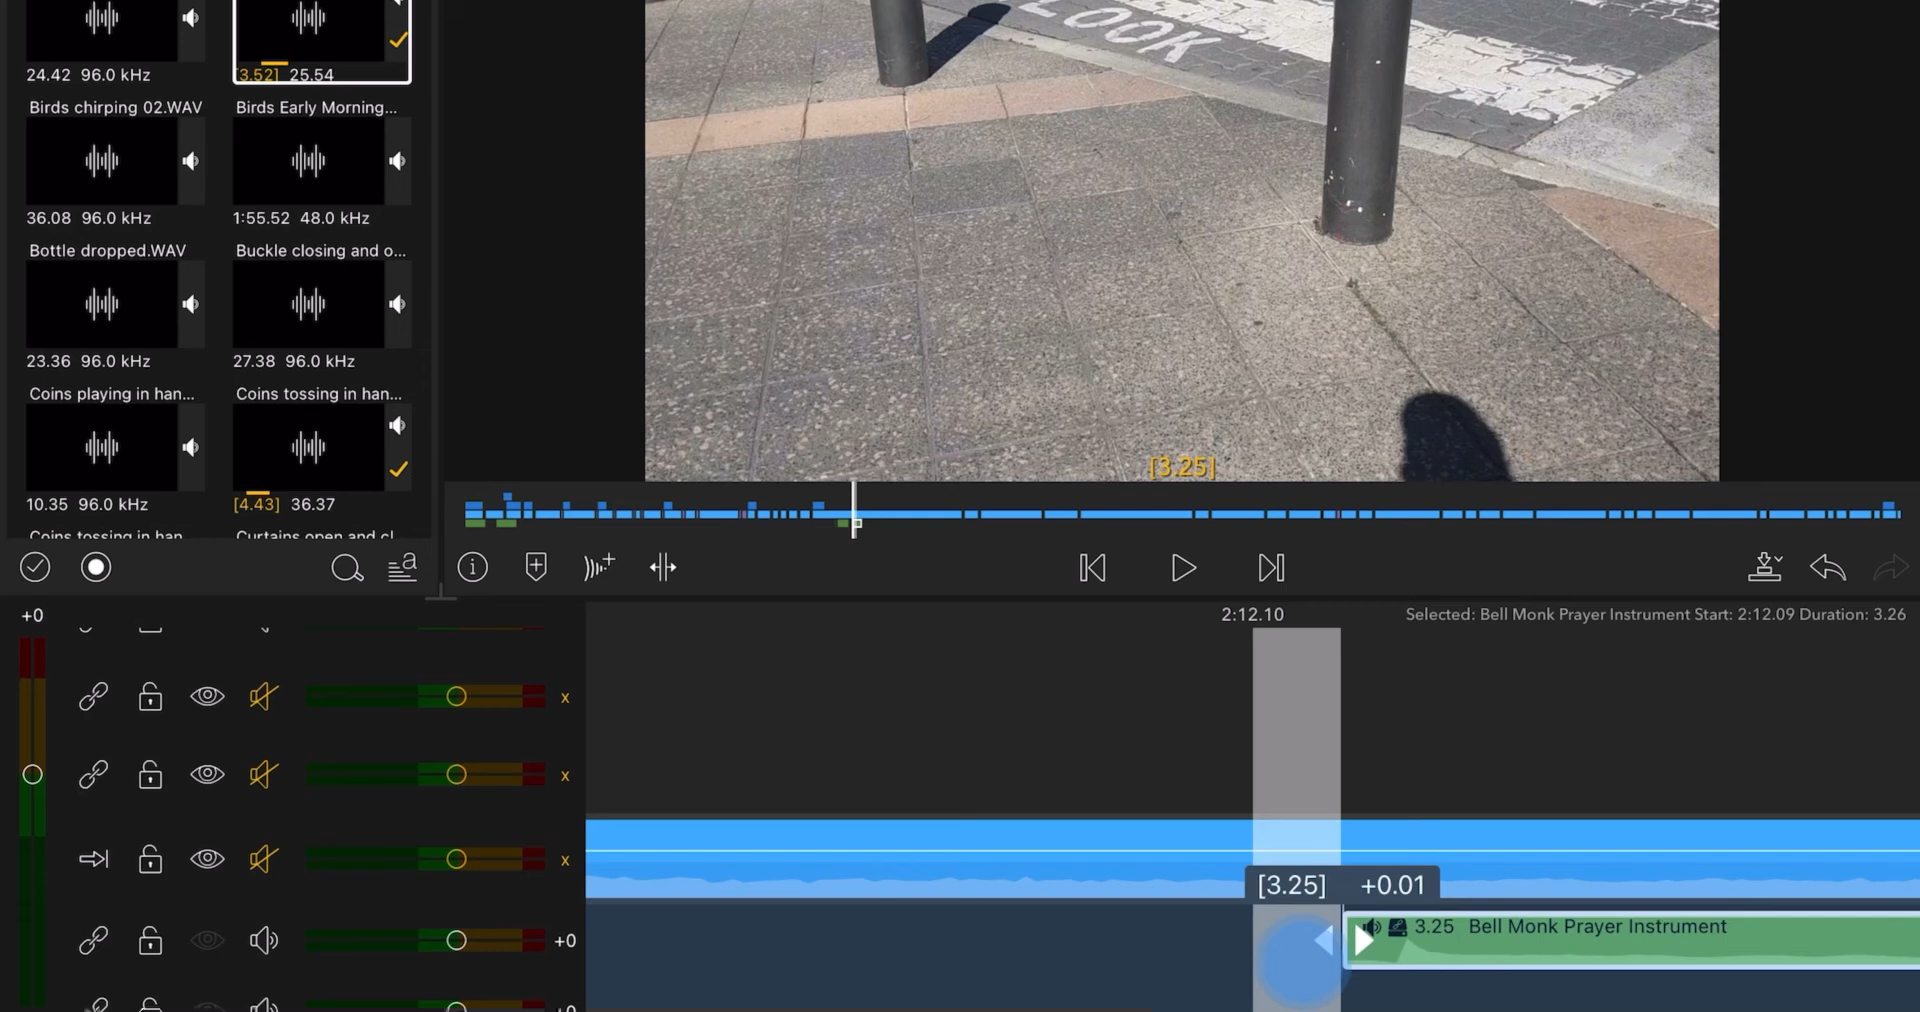 24.42 96.0 kHz
[3.52] 25.54
Birds chirping 02.WAV
Birds Early Morning...
36.08 96.0 kHz
1:55.52 48.0 kHz
Bottle dropped.WAV
Buckle closing and o...
23.36 96.0 kHz
27.38 96.0 kHz
Coins playing in han...
Coins tossing in han...
10.35 96.0 kHz
[4.43] 36.37
Coins tossing in han
Curtains open and cl
LOOK
[3.25]
+0
2:12.10
Selected: Bell Monk Prayer Instrument Start: 2:12.09 Duration: 3.26
x
x
x
+0
+0
[3.25] +0.01
3.25 Bell Monk Prayer Instrument